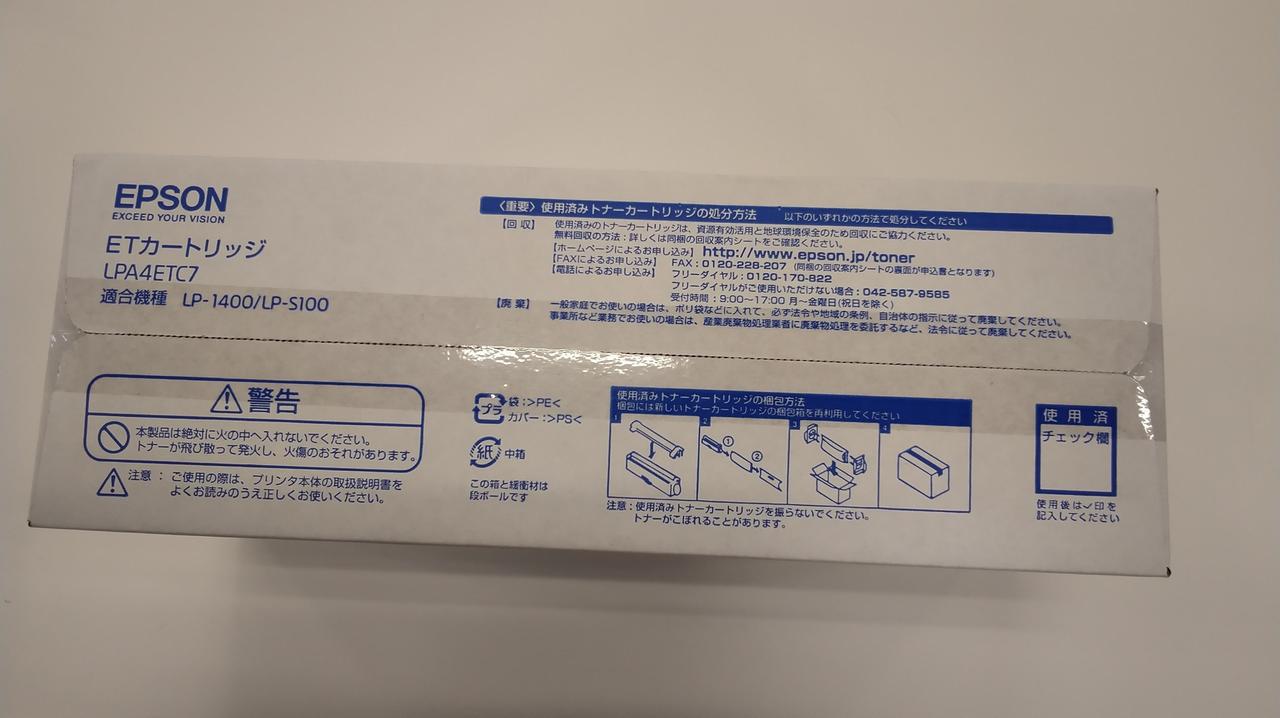 EPSON
EXCEED YOUR VISION
ETカートリッジ
LPA4ETC7
適合機種 LP-1400/LP-S100
〈重要〉使用済みトナーカートリッジの処分方法 以下のいずれかの方法で処分してください
【回収】 使用済みのトナーカートリッジは、資源有効活用と地球環境保全のため回収にご協力ください。
無料回収の方法：詳しくは同梱の回収案内シートをご確認ください。
【ホームページによるお申し込み】 http://www.epson.jp/toner
【FAXによるお申し込み】 FAX：0120-228-207 (同梱の回収案内シートの裏面が申込書となります)
【電話によるお申し込み】 フリーダイヤル：0120-170-822
フリーダイヤルがご使用いただけない場合：042-587-9585
受付時間：9:00〜17:00 月〜金曜日(祝日を除く)
【廃棄】 一般家庭でお使いの場合は、ポリ袋などに入れて、必ず法令や地域の条例、自治体の指示に従って廃棄してください。
事業所など業務でお使いの場合は、産業廃棄物処理業者に廃棄物処理を委託するなど、法令に従って廃棄してください。
警告
本製品は絶対に火の中へ入れないでください。
トナーが飛び散って発火し、火傷のおそれがあります。
注意：ご使用の際は、プリンタ本体の取扱説明書を
よくお読みのうえ正しくお使いください。
プラ
袋:>PE<
カバー:>PS<
紙 中箱
この箱と緩衝材は
段ボールです
使用済みトナーカートリッジの梱包方法
梱包には新しいトナーカートリッジの梱包箱を再利用してください
1 2 3 4
① ②
注意：使用済みトナーカートリッジを振らないでください。
トナーがこぼれることがあります。
使用済
チェック欄
使用後は✓印を
記入してください